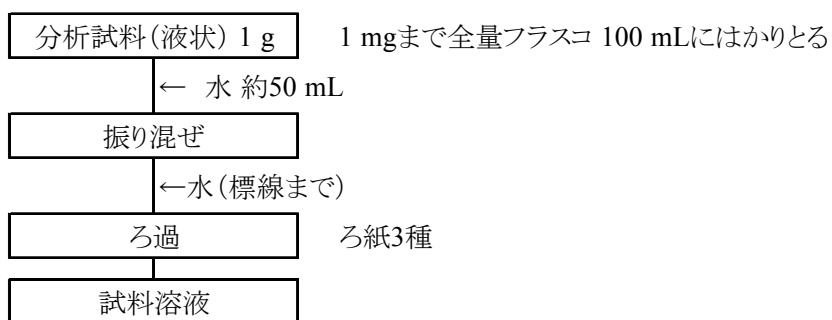 分析試料（液状） 1 g　1 mgまで全量フラスコ 100 mLにはかりとる
← 水 約50 mL
振り混ぜ
←水（標線まで）
ろ過　ろ紙3種
試料溶液